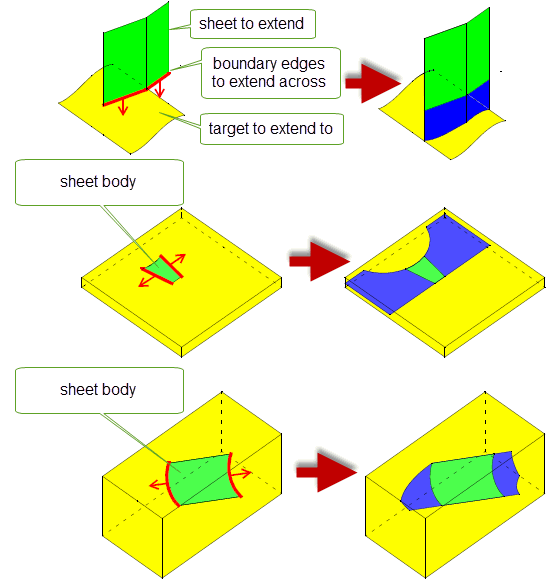 sheet to extend
boundary edges
to extend across
target to extend to
sheet body
sheet body